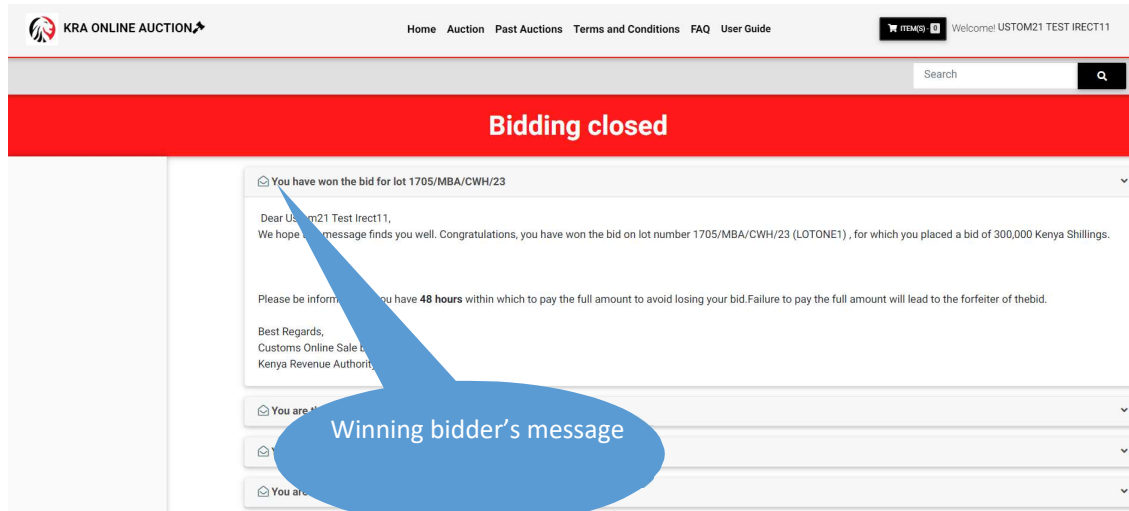 KRA ONLINE AUCTION
Home Auction Past Auctions Terms and Conditions FAQ User Guide
ITEM(S) - 0 Welcome! USTOM21 TEST IRECT11
Search
Bidding closed
You have won the bid for lot 1705/MBA/CWH/23
Dear Us m21 Test Irect11,
We hope message finds you well. Congratulations, you have won the bid on lot number 1705/MBA/CWH/23 (LOTONE1) , for which you placed a bid of 300,000 Kenya Shillings.
Please be inform ou have 48 hours within which to pay the full amount to avoid losing your bid.Failure to pay the full amount will lead to the forfeiter of thebid.
Best Regards,
Customs Online Sale
Kenya Revenue Authorit
You are
Winning bidder's message
You are